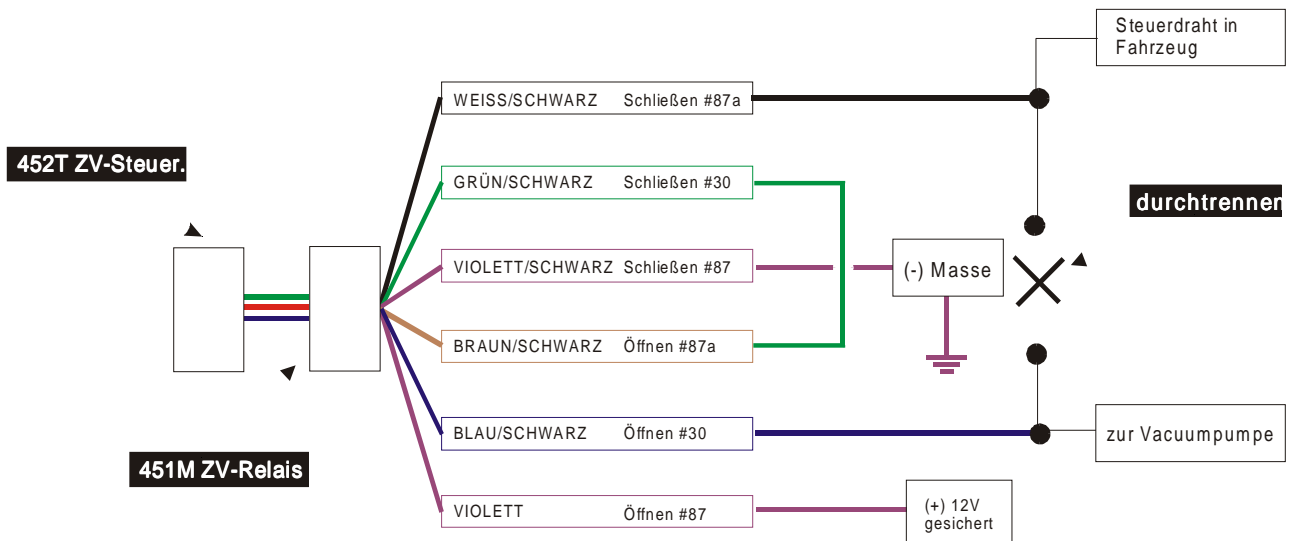 Steuerdraht in
Fahrzeug
WEISS/SCHWARZ Schließen #87a
452T ZV-Steuer.
GRÜN/SCHWARZ Schließen #30
durchtrennen
VIOLETT/SCHWARZ Schließen #87
(-) Masse
BRAUN/SCHWARZ Öffnen #87a
BLAU/SCHWARZ Öffnen #30
zur Vacuumpumpe
451M ZV-Relais
VIOLETT Öffnen #87
(+) 12V
gesichert